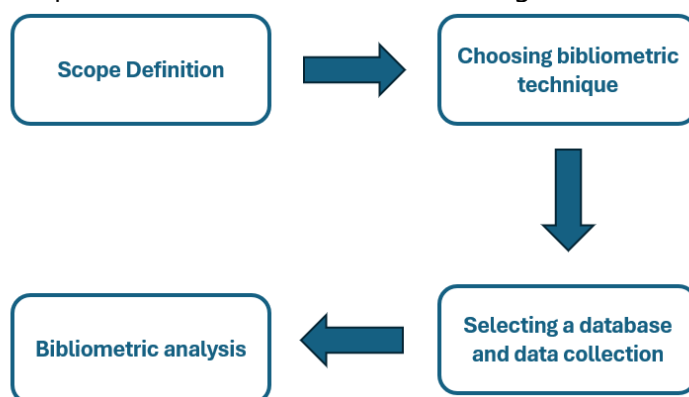 Scope Definition
Choosing bibliometric
technique
Selecting a database
and data collection
Bibliometric analysis